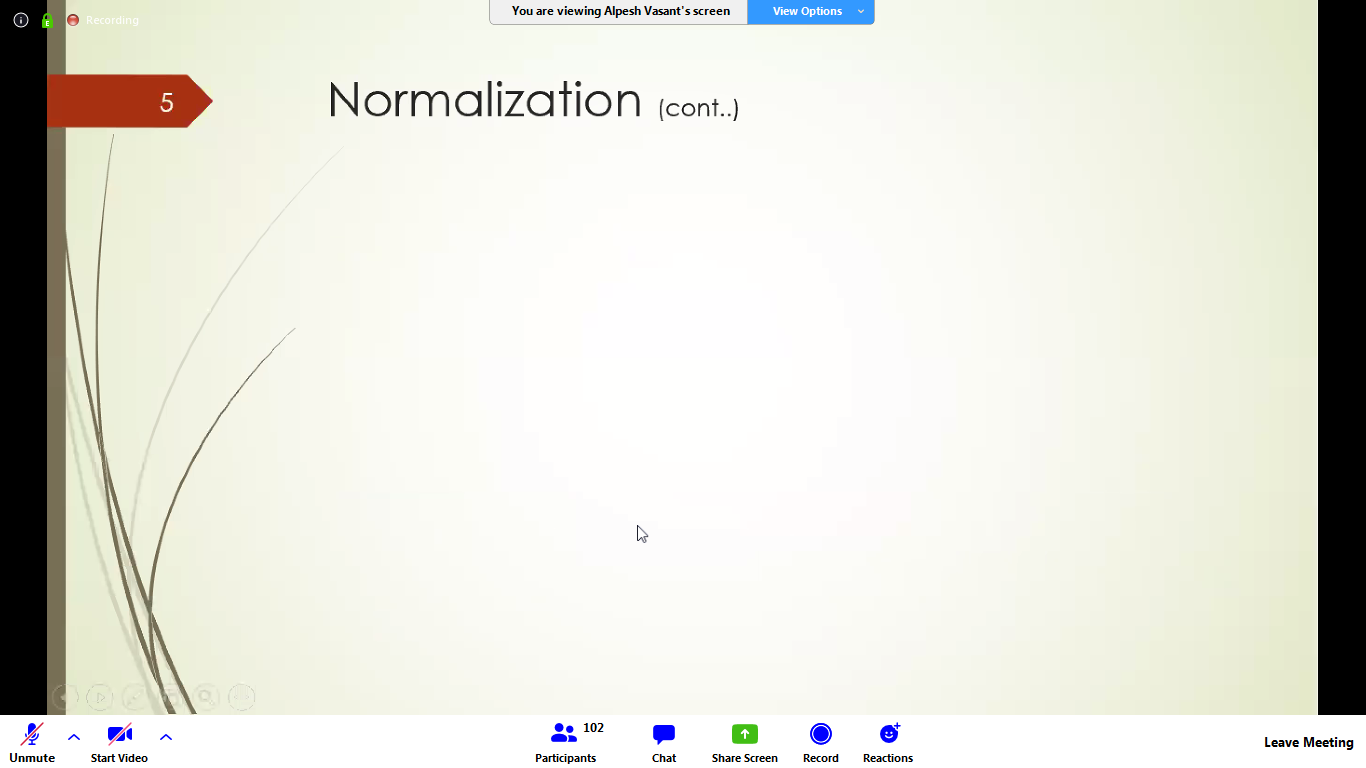 Recording
You are viewing Alpesh Vasant's screen
View Options
5
Normalization (cont..)
Unmute
Start Video
102
Participants
Chat
Share Screen
Record
Reactions
Leave Meeting